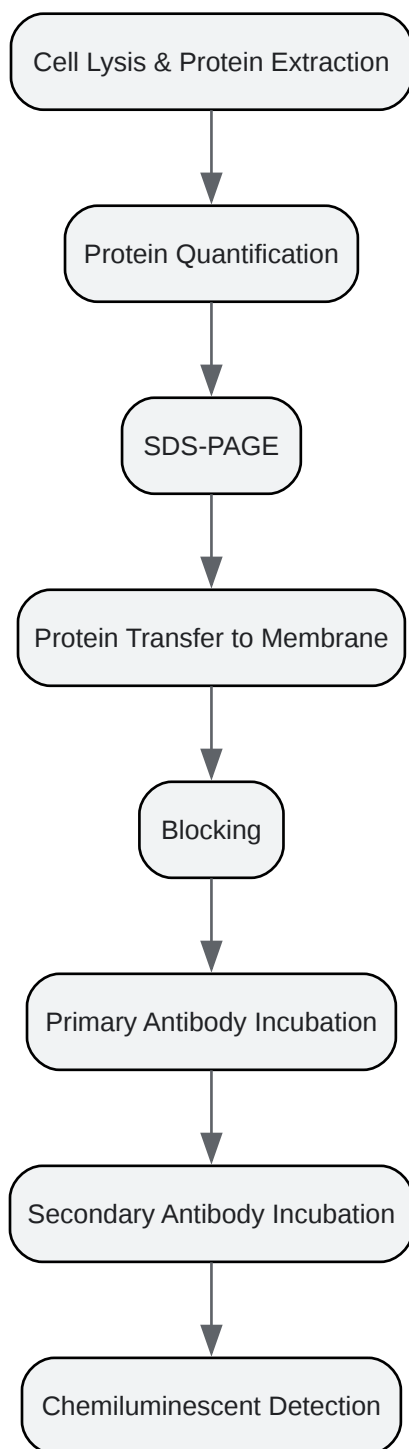 Cell Lysis & Protein Extraction
Protein Quantification
SDS-PAGE
Protein Transfer to Membrane
Blocking
Primary Antibody Incubation
Secondary Antibody Incubation
Chemiluminescent Detection